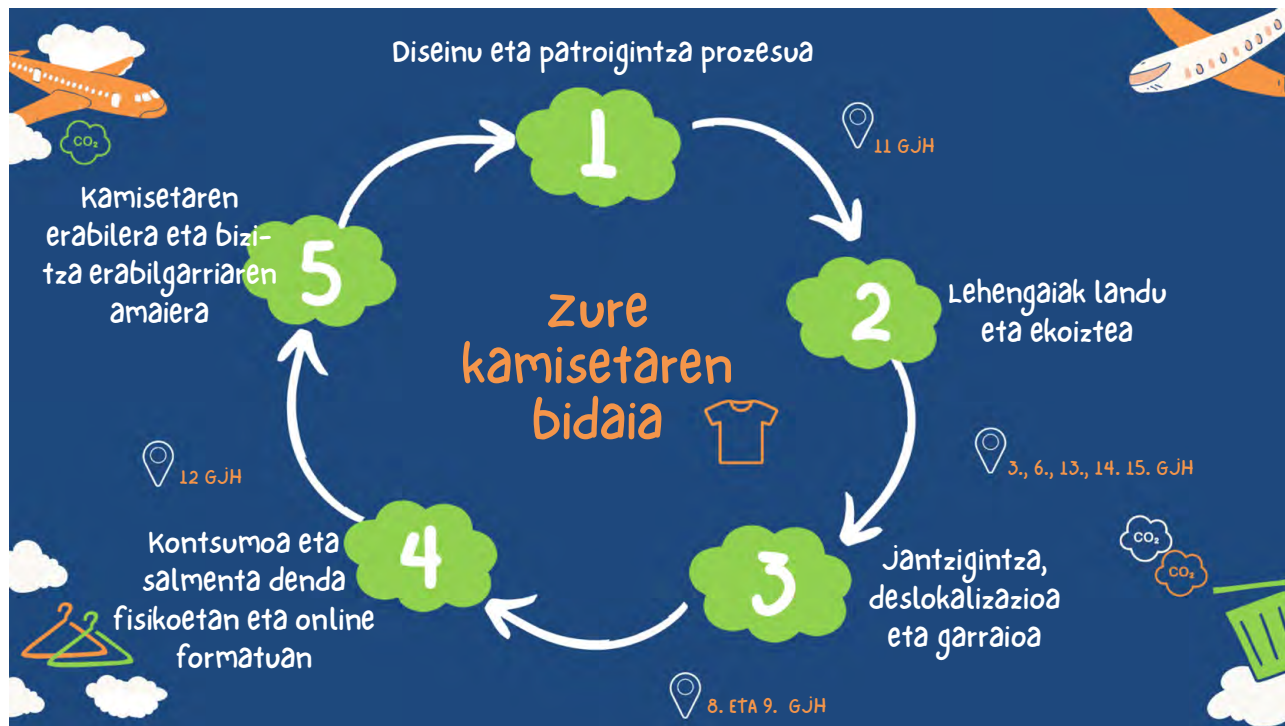 Diseinu eta patroigintza prozesua
1
11 GJH
2
Lehengaiak landu
eta ekoiztea
3., 6., 13., 14. 15. GJH
3
Jantzigintza,
deslokalizazioa
eta garraioa
8. ETA 9. GJH
4
Kontsumoa eta
salmenta denda
fisikoetan eta online
formatuan
12 GJH
5
Kamisetaren
erabilera eta bizi-
tza erabilgarriaren
amaiera
Zure
kamisetaren
bidaia
CO₂
CO₂
CO₂